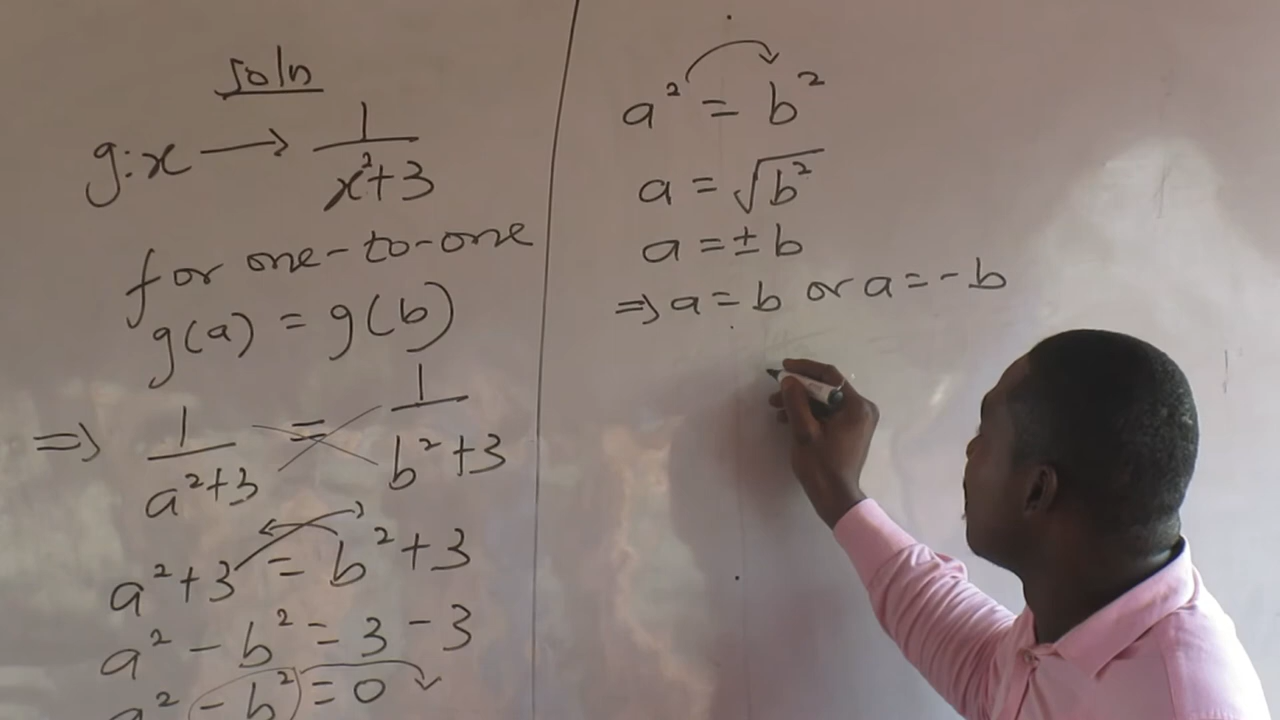 soln
g:x → 1/(x²+3)
for one-to-one
g(a) = g(b)
⇒ 1/(a²+3) = 1/(b²+3)
a²+3 = b²+3
a² - b² = 3 - 3
a² - b² = 0
a² = b²
a = √b²
a = ± b
⇒ a = b or a = - b